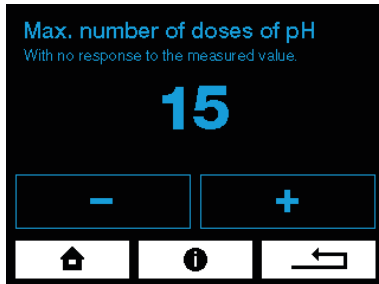 Max. number of doses of pH
With no response to the measured value.
15
- +